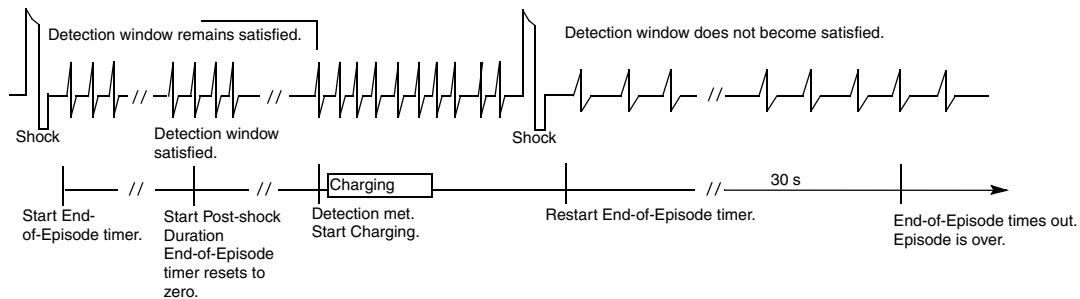 Detection window remains satisfied.
Detection window does not become satisfied.
//
//
//
Shock
Detection window
satisfied.
Shock
//
//
Charging
//
30 s
Start End-
of-Episode timer.
Start Post-shock
Duration
End-of-Episode
timer resets to
zero.
Detection met.
Start Charging.
Restart End-of-Episode timer.
End-of-Episode times out.
Episode is over.